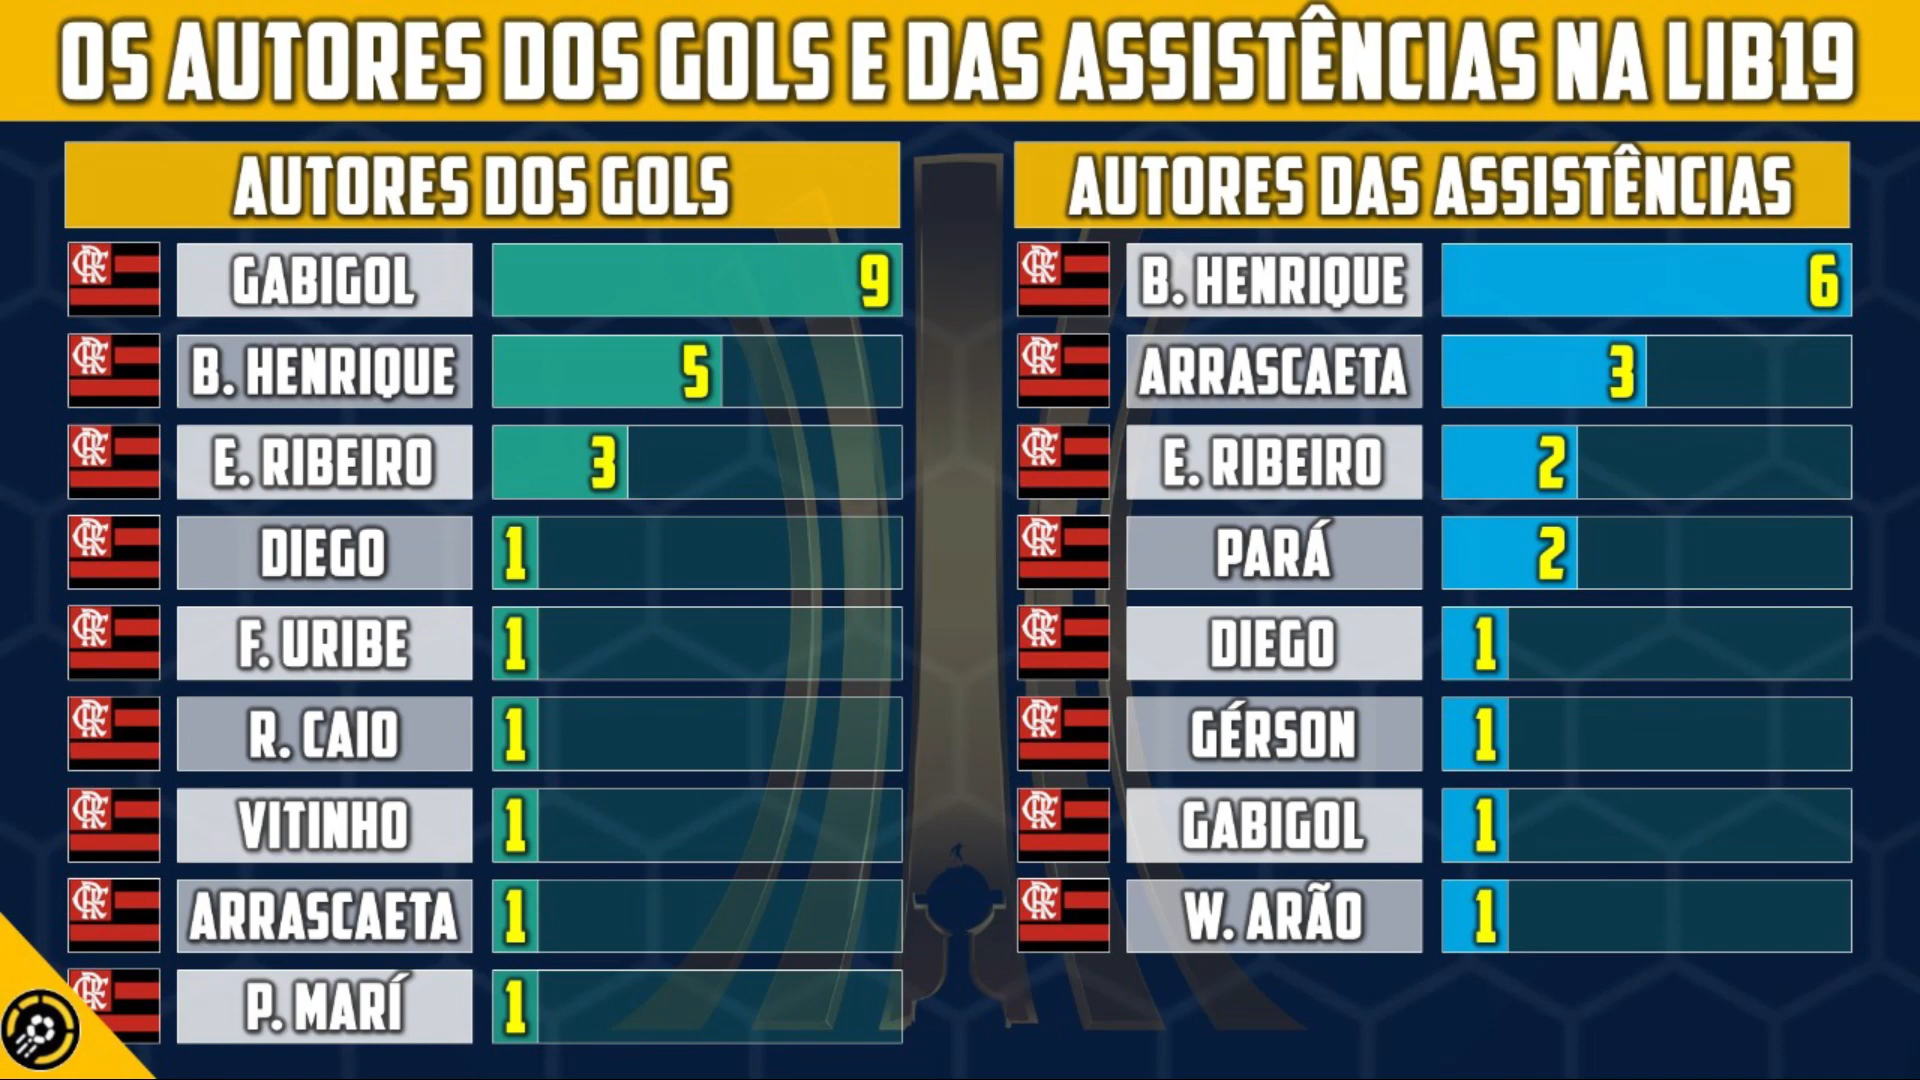 OS AUTORES DOS GOLS E DAS ASSISTÊNCIAS NA LIB19
AUTORES DOS GOLS
GABIGOL 9
B. HENRIQUE 5
E. RIBEIRO 3
DIEGO 1
F. URIBE 1
R. CAIO 1
VITINHO 1
ARRASCAETA 1
P. MARÍ 1
AUTORES DAS ASSISTÊNCIAS
B. HENRIQUE 6
ARRASCAETA 3
E. RIBEIRO 2
PARÁ 2
DIEGO 1
GÉRSON 1
GABIGOL 1
W. ARÃO 1